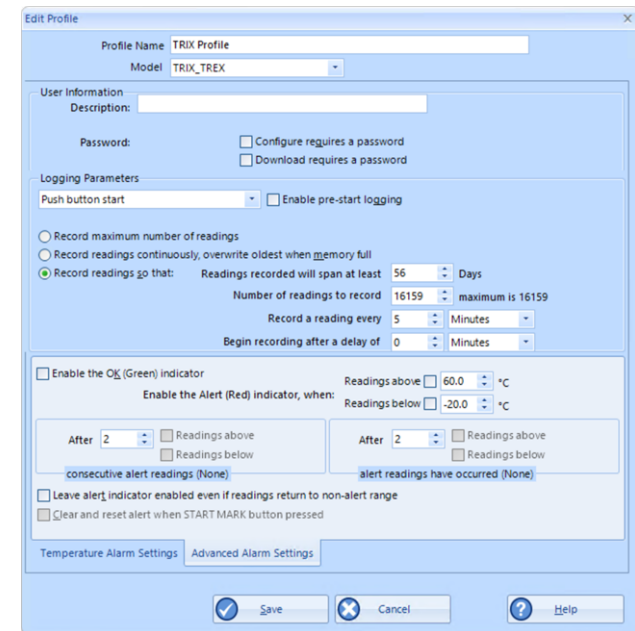 Edit Profile
Profile Name TRIX Profile
Model TRIX_TREX
User Information
Description:
Password: Configure requires a password
Download requires a password
Logging Parameters
Push button start Enable pre-start logging
Record maximum number of readings
Record readings continuously, overwrite oldest when memory full
Record readings so that: Readings recorded will span at least 56 Days
Number of readings to record 16159 maximum is 16159
Record a reading every 5 Minutes
Begin recording after a delay of 0 Minutes
Enable the OK (Green) indicator
Enable the Alert (Red) indicator, when: Readings above 60.0 °C
Readings below -20.0 °C
After 2 Readings above
Readings below
consecutive alert readings (None)
After 2 Readings above
Readings below
alert readings have occurred (None)
Leave alert indicator enabled even if readings return to non-alert range
Clear and reset alert when START MARK button pressed
Temperature Alarm Settings Advanced Alarm Settings
Save Cancel Help